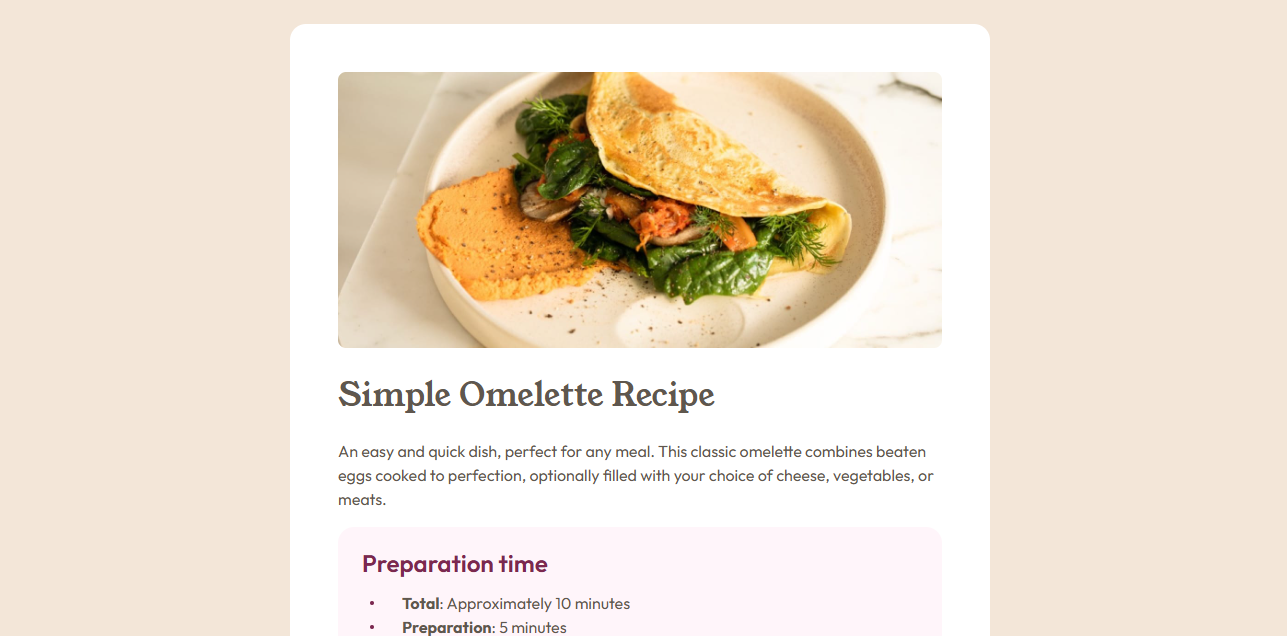 Simple Omelette Recipe
An easy and quick dish, perfect for any meal. This classic omelette combines beaten
eggs cooked to perfection, optionally filled with your choice of cheese, vegetables, or
meats.
Preparation time
• Total: Approximately 10 minutes
• Preparation: 5 minutes